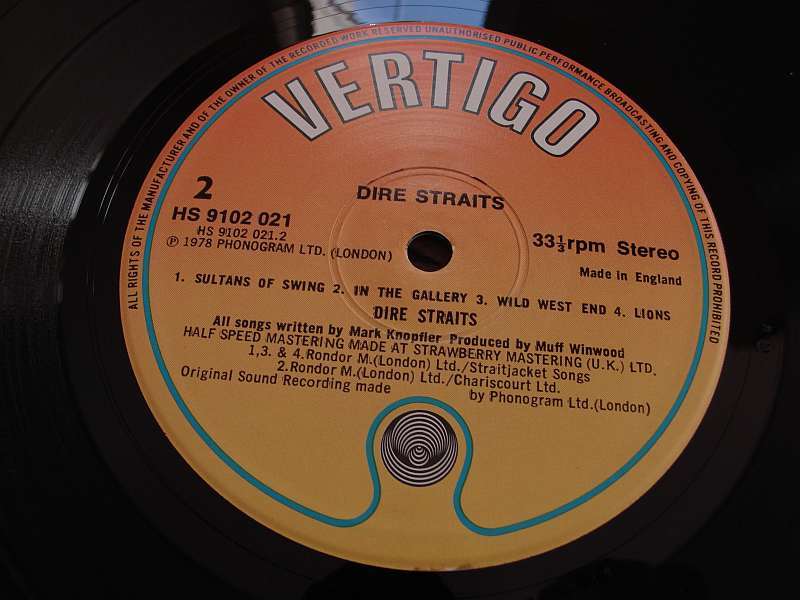 ALL RIGHTS OF THE MANUFACTURER AND OF THE OWNER OF THE RECORDED WORK RESERVED UNAUTHORISED PUBLIC PERFORMANCE BROADCASTING AND COPYING OF THIS RECORD PROHIBITED
VERTIGO
2
DIRE STRAITS
HS 9102 021
HS 9102 021.2
℗ 1978 PHONOGRAM LTD. (LONDON)
33⅓rpm Stereo
Made in England
1. SULTANS OF SWING 2. IN THE GALLERY 3. WILD WEST END 4. LIONS
DIRE STRAITS
All songs written by Mark Knopfler Produced by Muff Winwood
HALF SPEED MASTERING MADE AT STRAWBERRY MASTERING (U.K.) LTD.
1,3. & 4.Rondor M.(London) Ltd./Straitjacket Songs
2.Rondor M.(London) Ltd./Chariscourt Ltd.
Original Sound Recording made by Phonogram Ltd.(London)